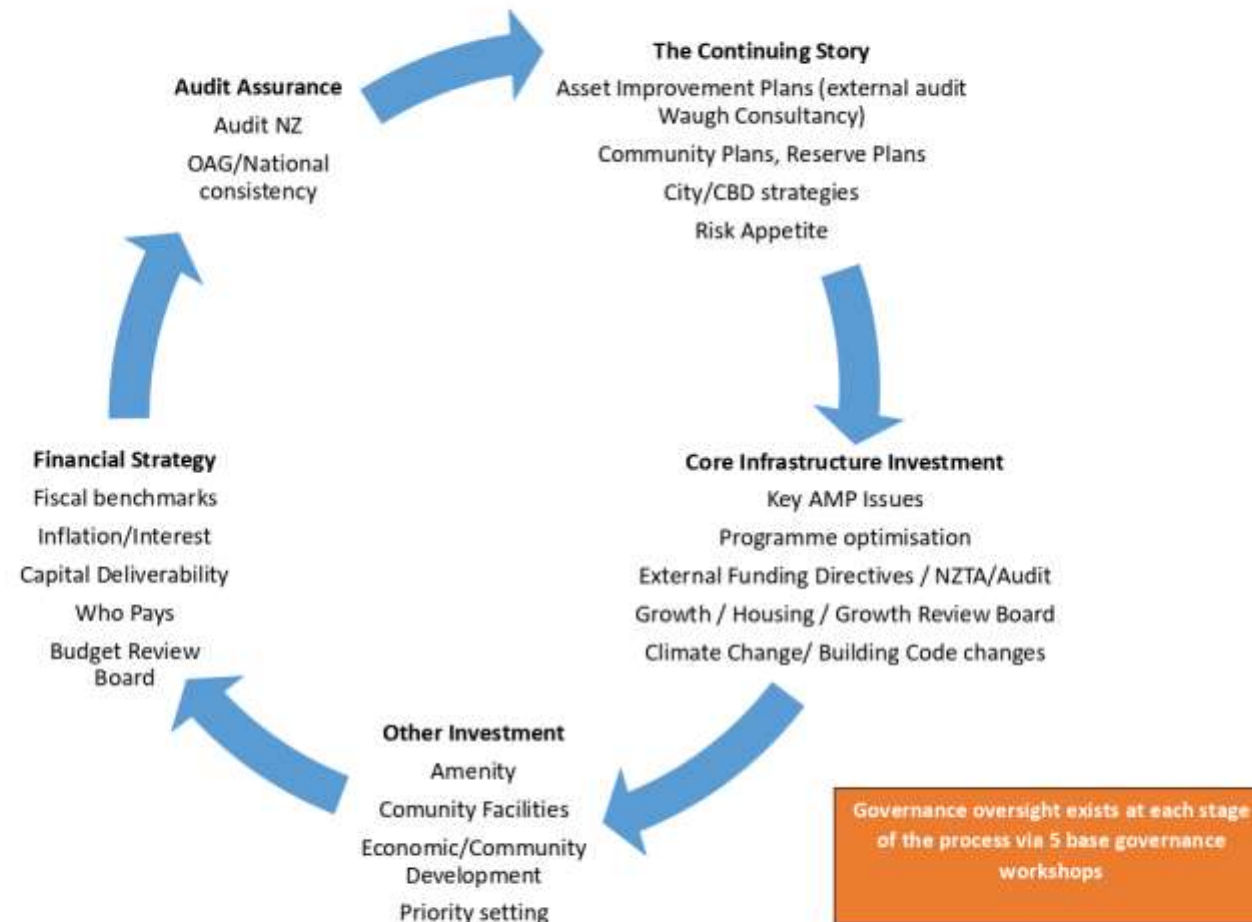 The Continuing Story
Asset Improvement Plans (external audit
Waugh Consultancy)
Community Plans, Reserve Plans
City/CBD strategies
Risk Appetite
Core Infrastructure Investment
Key AMP Issues
Programme optimisation
External Funding Directives / NZTA/Audit
Growth / Housing / Growth Review Board
Climate Change/ Building Code changes
Other Investment
Amenity
Comunity Facilities
Economic/Community
Development
Priority setting
Financial Strategy
Fiscal benchmarks
Inflation/Interest
Capital Deliverability
Who Pays
Budget Review
Board
Audit Assurance
Audit NZ
OAG/National
consistency
Governance oversight exists at each stage
of the process via 5 base governance
workshops